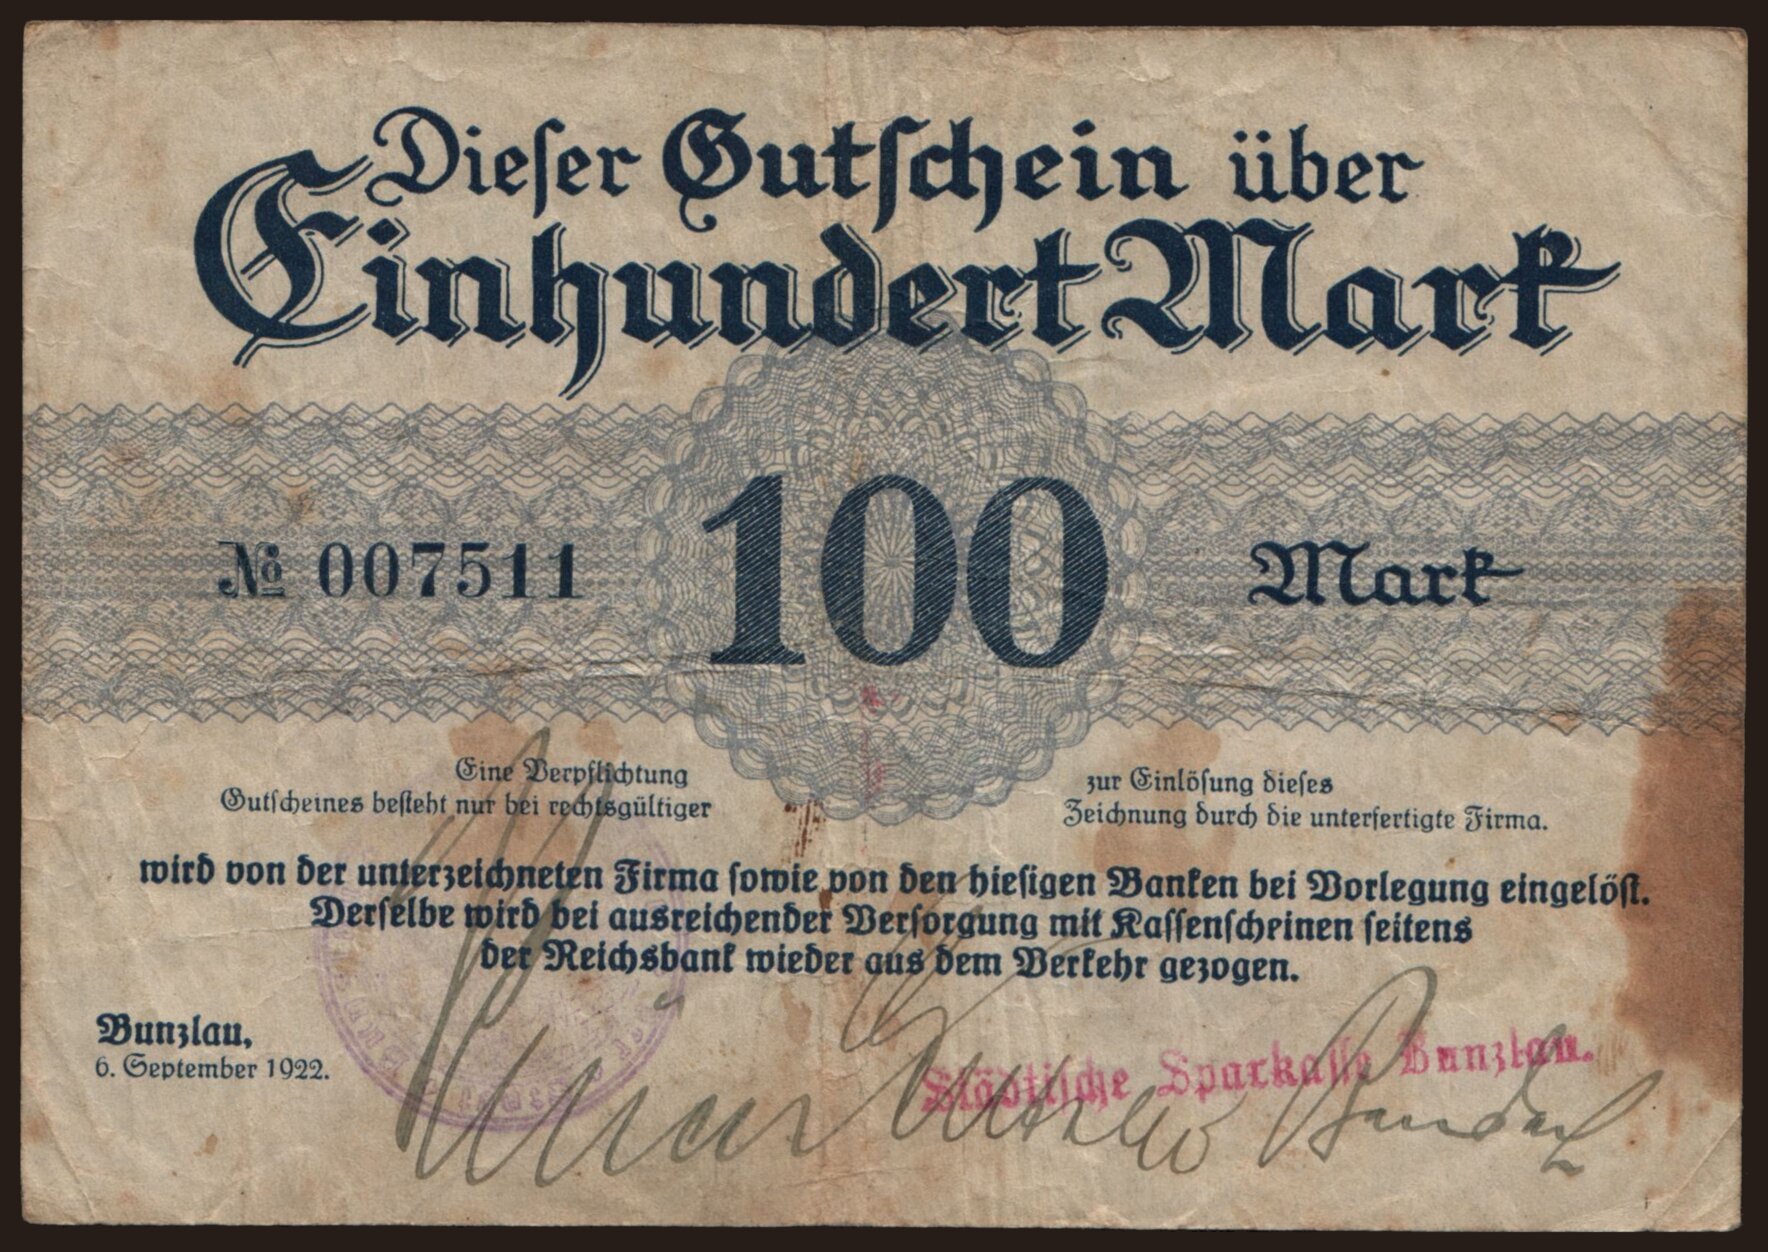 Dieser Gutschein über
Einhundert Mark
№ 007511 100 Mark
Eine Verpflichtung zur Einlösung dieses
Gutscheines besteht nur bei rechtsgültiger Zeichnung durch die unterfertigte Firma.
wird von der unterzeichneten Firma sowie von den hiesigen Banken bei Vorlegung eingelöst.
Derselbe wird bei ausreichender Versorgung mit Kassenscheinen seitens
der Reichsbank wieder aus dem Verkehr gezogen.
Bunzlau,
6. September 1922.
Städtische Sparkasse Bunzlau.